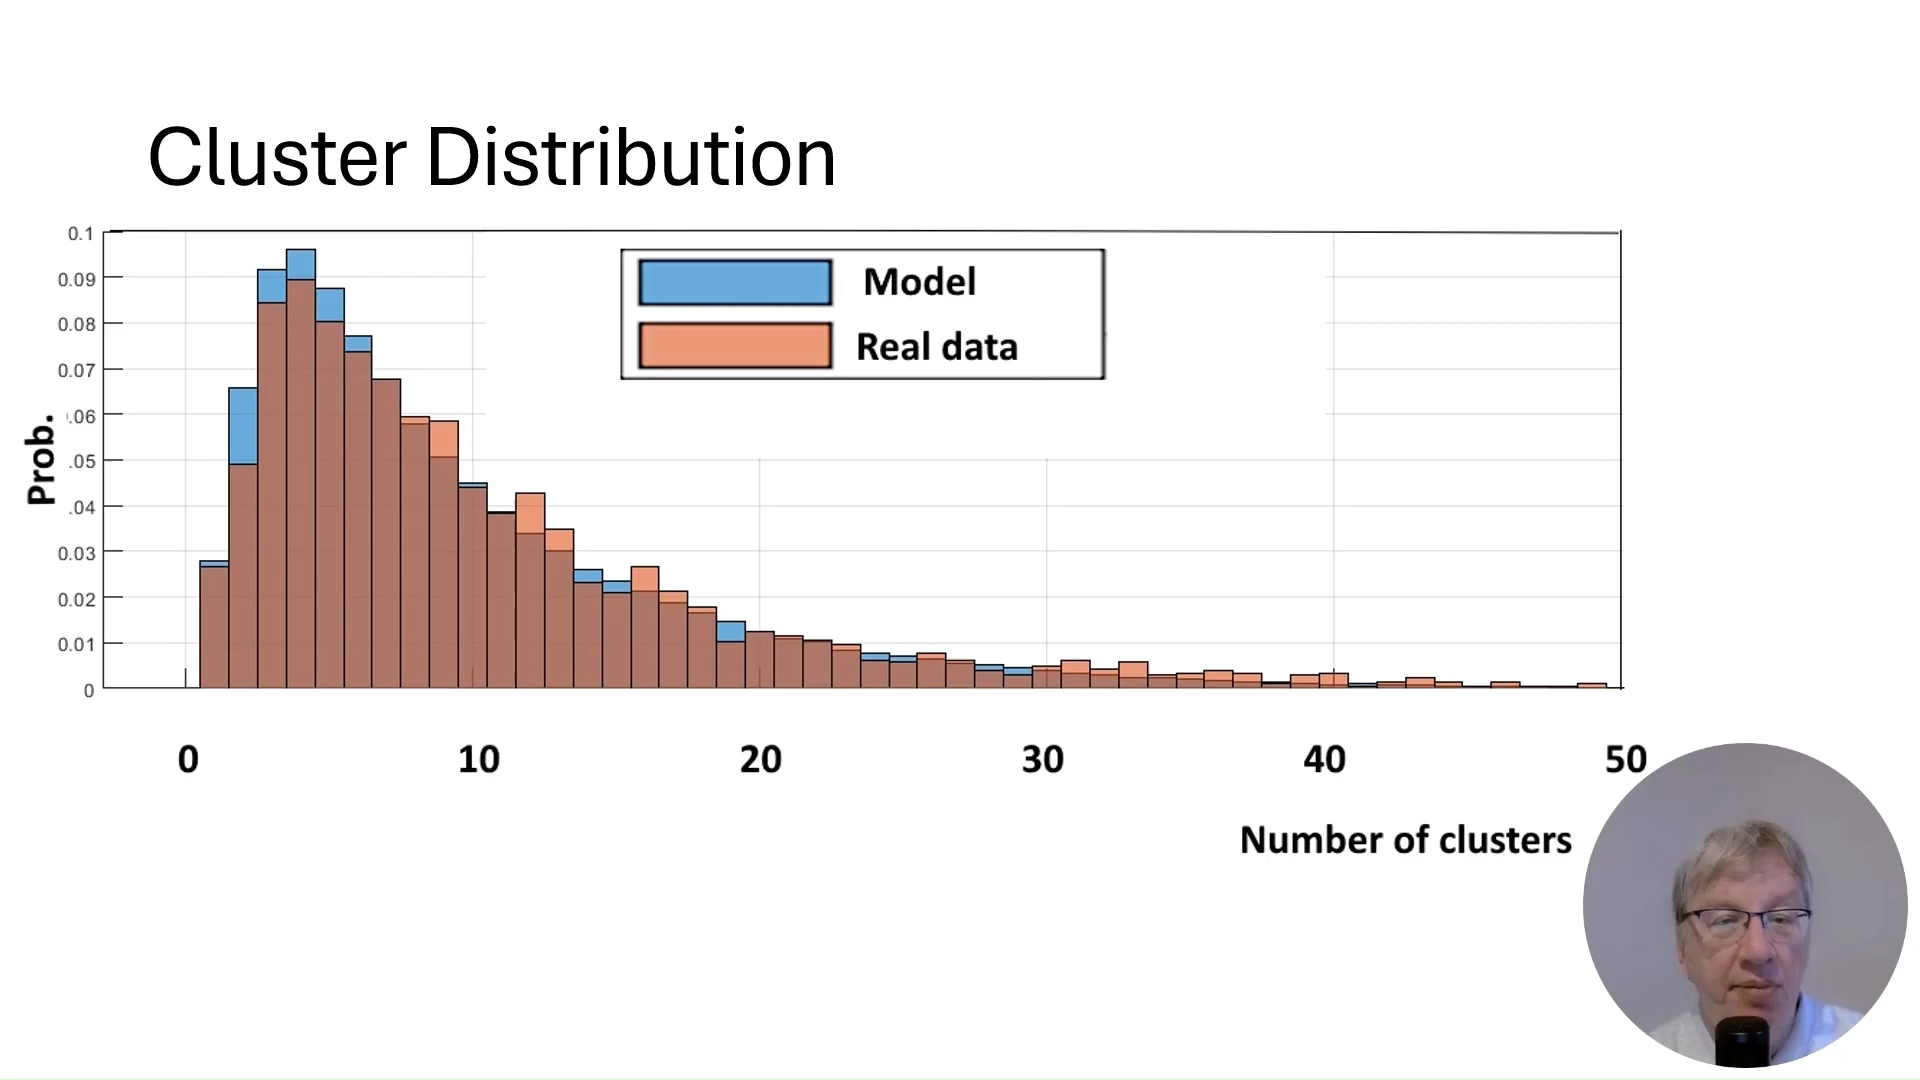 Cluster Distribution
0.1
0.09
0.08
0.07
.06
.05
.04
0.03
0.02
0.01
0
Prob.
Model
Real data
0 10 20 30 40 50
Number of clusters